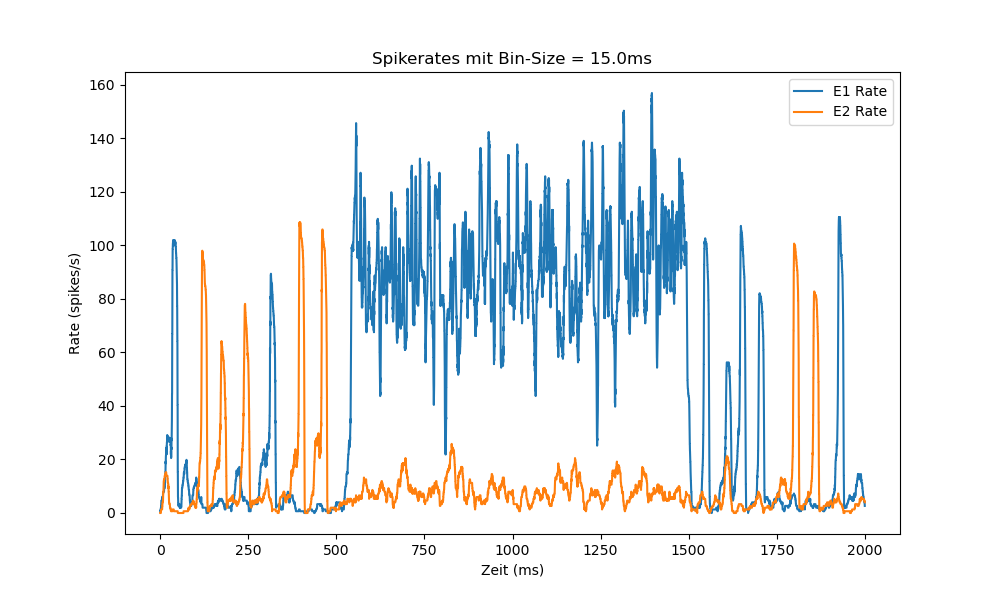 Spikerates mit Bin-Size = 15.0ms
E1 Rate
E2 Rate
Rate (spikes/s)
160
140
120
100
80
60
40
20
0
0 250 500 750 1000 1250 1500 1750 2000
Zeit (ms)